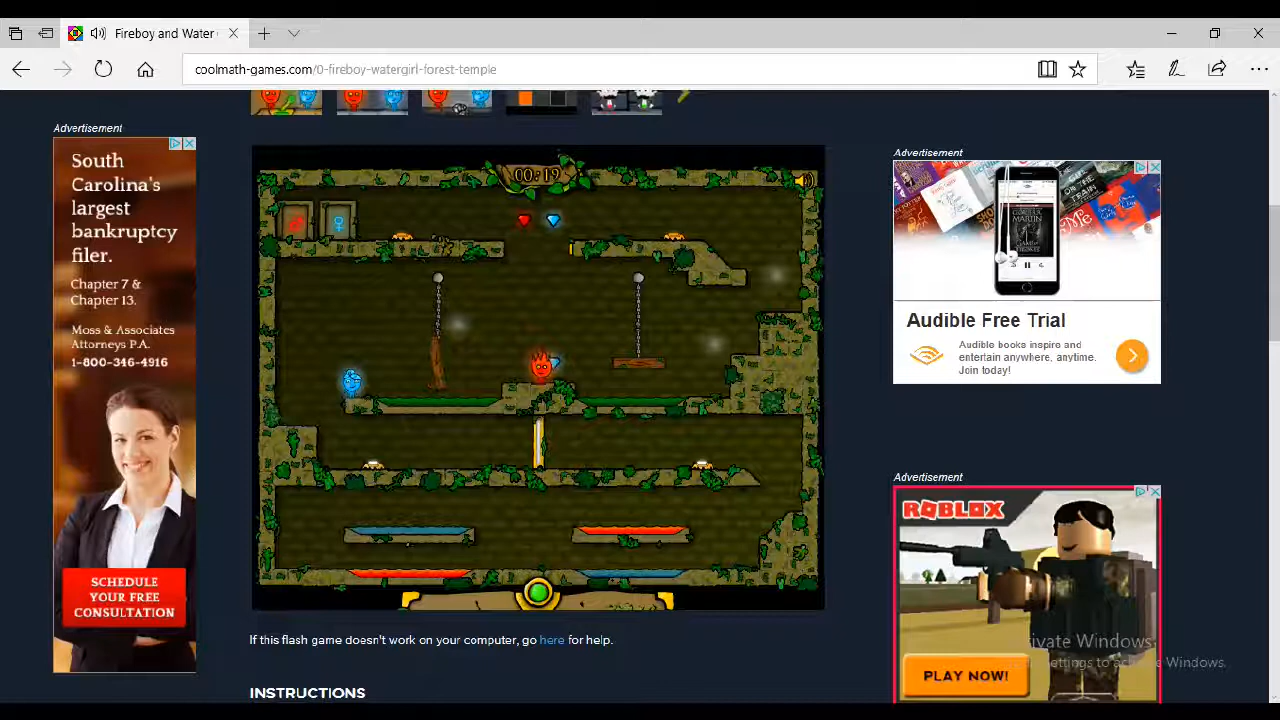 Fireboy and Water
coolmath-games.com/0-fireboy-watergirl-forest-temple
Advertisement
South
Carolina's
largest
bankruptcy
filer.
Chapter 7 &
Chapter 13.
Moss & Associates
Attorneys P.A.
1-800-346-4916
SCHEDULE
YOUR FREE
CONSULTATION
00:19
If this flash game doesn't work on your computer, go here for help.
INSTRUCTIONS
Advertisement
Audible Free Trial
Audible books inspire and
entertain anywhere, anytime.
Join today!
Advertisement
Advertisement
ROBLOX
PLAY NOW!